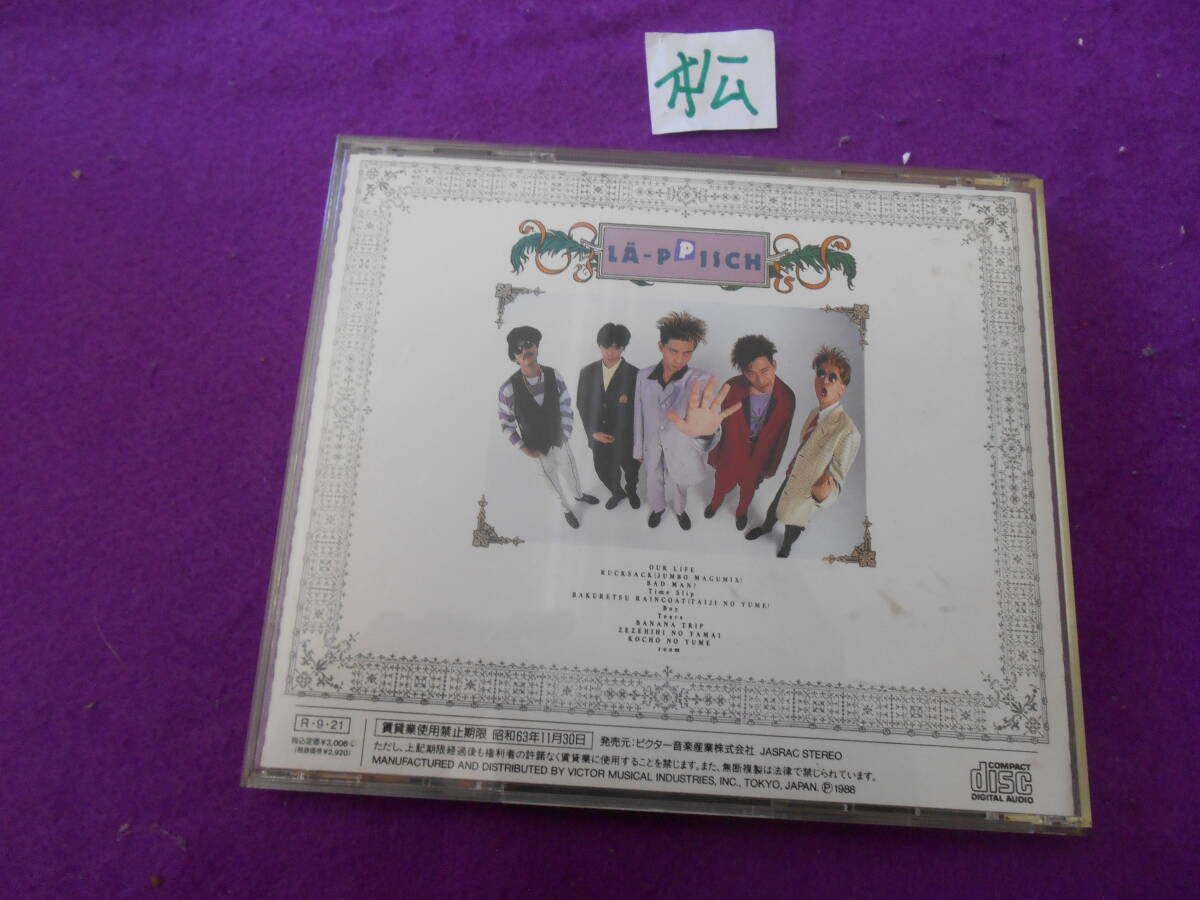 松
LÄ-PPISCH
OUR LIFE
RUCKSACK(JUMBO MAGUMIX)
BAD MAN?
Time Slip
BAKURETSU RAINCOAT(TAIJI NO YUME)
Boy
Tears
BANANA TRIP
ZEZEHIHI NO YAMAI
KOCHO NO YUME
room
R・9・21
税込定価¥3,008
(税抜価格¥2,920)
賃貸業使用禁止期限 昭和63年11月30日 発売元:ビクター音楽産業株式会社 JASRAC STEREO
ただし、上記期限経過後も権利者の許諾なく賃貸業に使用することを禁じます。また、無断複製は法律で禁じられています。
MANUFACTURED AND DISTRIBUTED BY VICTOR MUSICAL INDUSTRIES, INC., TOKYO, JAPAN. Ⓟ1988
COMPACT
disc
DIGITAL AUDIO